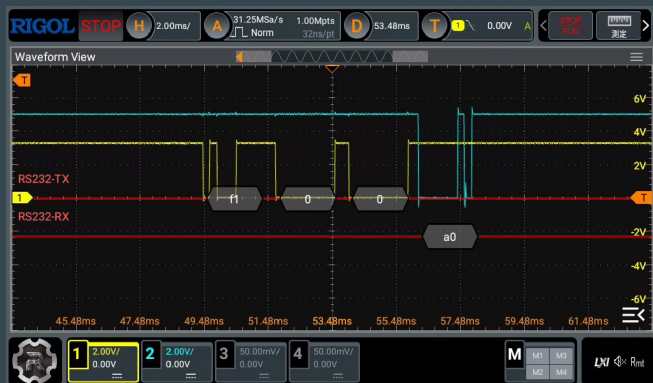 RIGOL STOP H 2.00ms/ A 31.25MSa/s 1.00Mpts Norm 32ns/pt D 53.48ms T 1 0.00V A STOP RUN 測定
Waveform View
T
6V
4V
2V
RS232-TX
1 f1 0 0 T
RS232-RX
a0 -2V
-4V
-6V
45.48ms 47.48ms 49.48ms 51.48ms 53.48ms 55.48ms 57.48ms 59.48ms 61.48ms
1 2.00V/ 0.00V 2 2.00V/ 0.00V 3 50.00mV/ 0.00V 4 50.00mV/ 0.00V M M1 M3 M2 M4 LXI Rmt